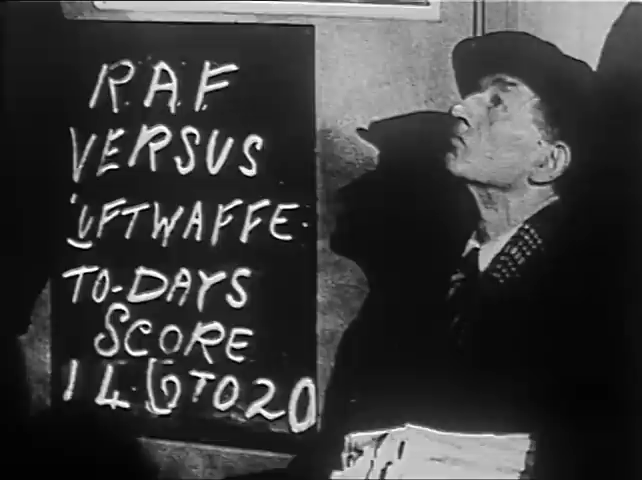 R.A.F
VERSUS
LUFTWAFFE
TO-DAYS
SCORE
146 TO 20